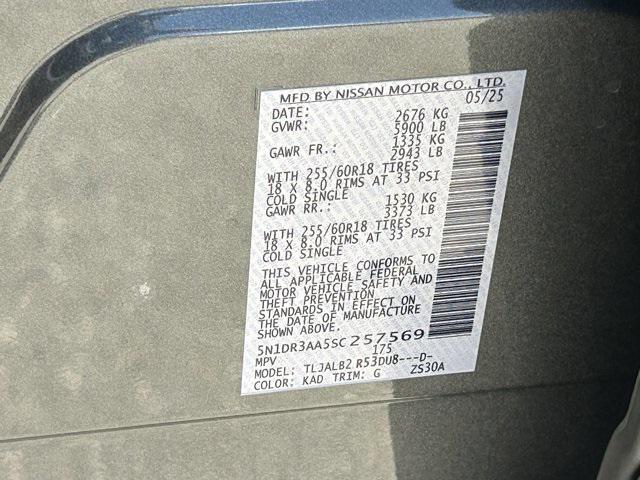 MFD BY NISSAN MOTOR CO., LTD.
DATE: 05/25
GVWR: 2676 KG
5900 LB
GAWR FR.: 1335 KG
2943 LB
WITH 255/60R18 TIRES
18 X 8.0 RIMS AT 33 PSI
COLD SINGLE
GAWR RR.: 1530 KG
3373 LB
WITH 255/60R18 TIRES
18 X 8.0 RIMS AT 33 PSI
COLD SINGLE
THIS VEHICLE CONFORMS TO
ALL APPLICABLE FEDERAL
MOTOR VEHICLE SAFETY AND
THEFT PREVENTION
STANDARDS IN EFFECT ON
THE DATE OF MANUFACTURE
SHOWN ABOVE.
5N1DR3AA5SC257569
MPV 175
MODEL: TLJALB2 R53DU8---D-
COLOR: KAD TRIM: G ZS30A